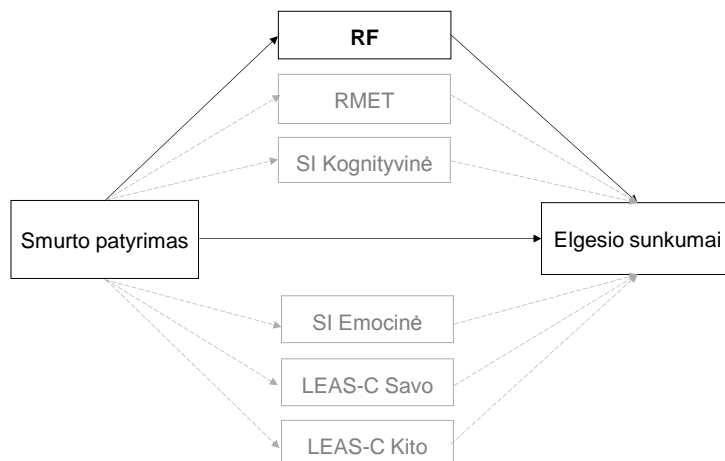 RF
RMET
SI Kognityvinė
Smurto patyrimas
Elgesio sunkumai
SI Emocinė
LEAS-C Savo
LEAS-C Kito